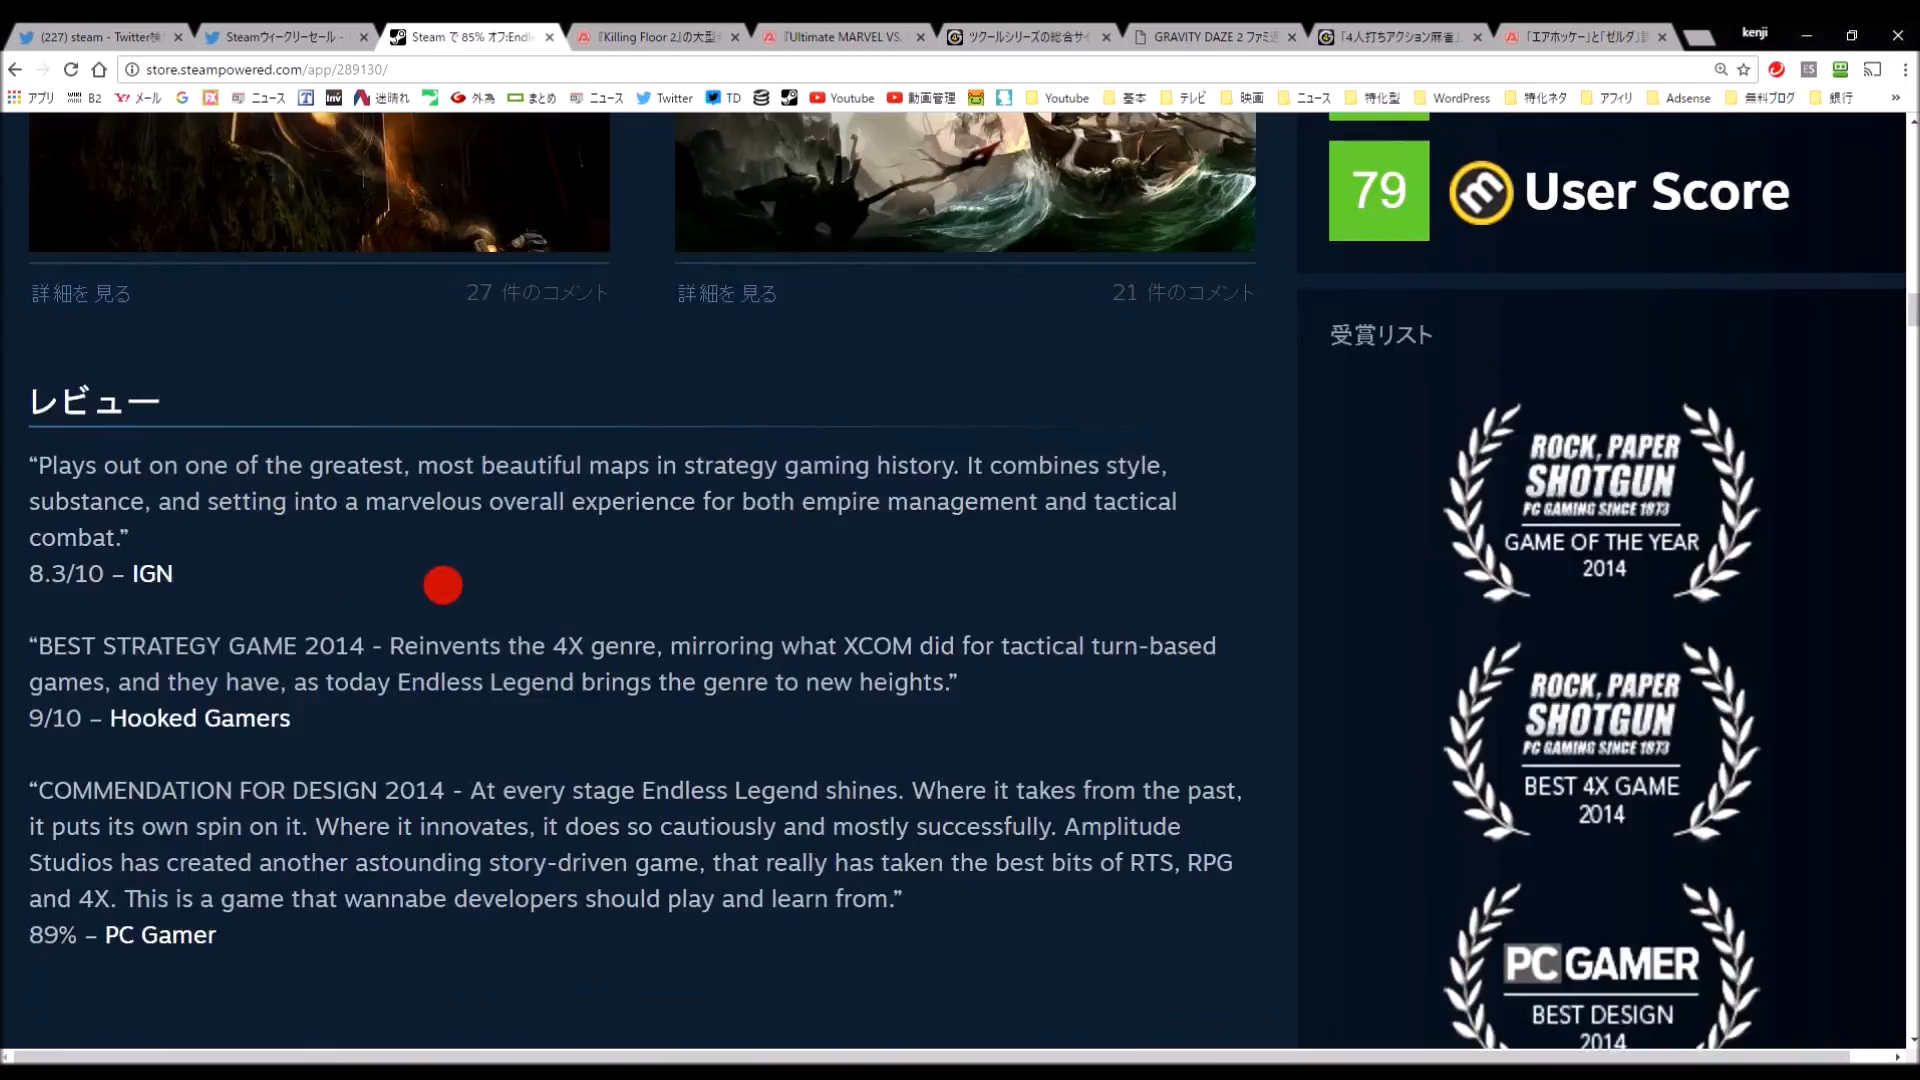 (227) steam - Twitter検
Steamウィークリーセール -
Steam で 85% オフ:Endle
『Killing Floor 2』の大型
『Ultimate MARVEL VS.
ツクールシリーズの総合サイ
GRAVITY DAZE 2 ファミ通
「4人打ちアクション麻雀」
「エアホッケー」と「ゼルダ」
kenji
store.steampowered.com/app/289130/
アプリ B2 メール ニュース Inv 迷晴れ 外為 まとめ ニュース Twitter TD Youtube 動画管理 Youtube 基本 テレビ 映画 ニュース 特化型 WordPress 特化ネタ アフィリ Adsense 無料ブログ 銀行 »
79 User Score
詳細を見る 27 件のコメント
詳細を見る 21 件のコメント
受賞リスト
レビュー
“Plays out on one of the greatest, most beautiful maps in strategy gaming history. It combines style,
substance, and setting into a marvelous overall experience for both empire management and tactical
combat.”
8.3/10 – IGN
“BEST STRATEGY GAME 2014 - Reinvents the 4X genre, mirroring what XCOM did for tactical turn-based
games, and they have, as today Endless Legend brings the genre to new heights.”
9/10 – Hooked Gamers
“COMMENDATION FOR DESIGN 2014 - At every stage Endless Legend shines. Where it takes from the past,
it puts its own spin on it. Where it innovates, it does so cautiously and mostly successfully. Amplitude
Studios has created another astounding story-driven game, that really has taken the best bits of RTS, RPG
and 4X. This is a game that wannabe developers should play and learn from.”
89% – PC Gamer
ROCK, PAPER
SHOTGUN
PC GAMING SINCE 1873
GAME OF THE YEAR
2014
ROCK, PAPER
SHOTGUN
PC GAMING SINCE 1873
BEST 4X GAME
2014
PC GAMER
BEST DESIGN
2014